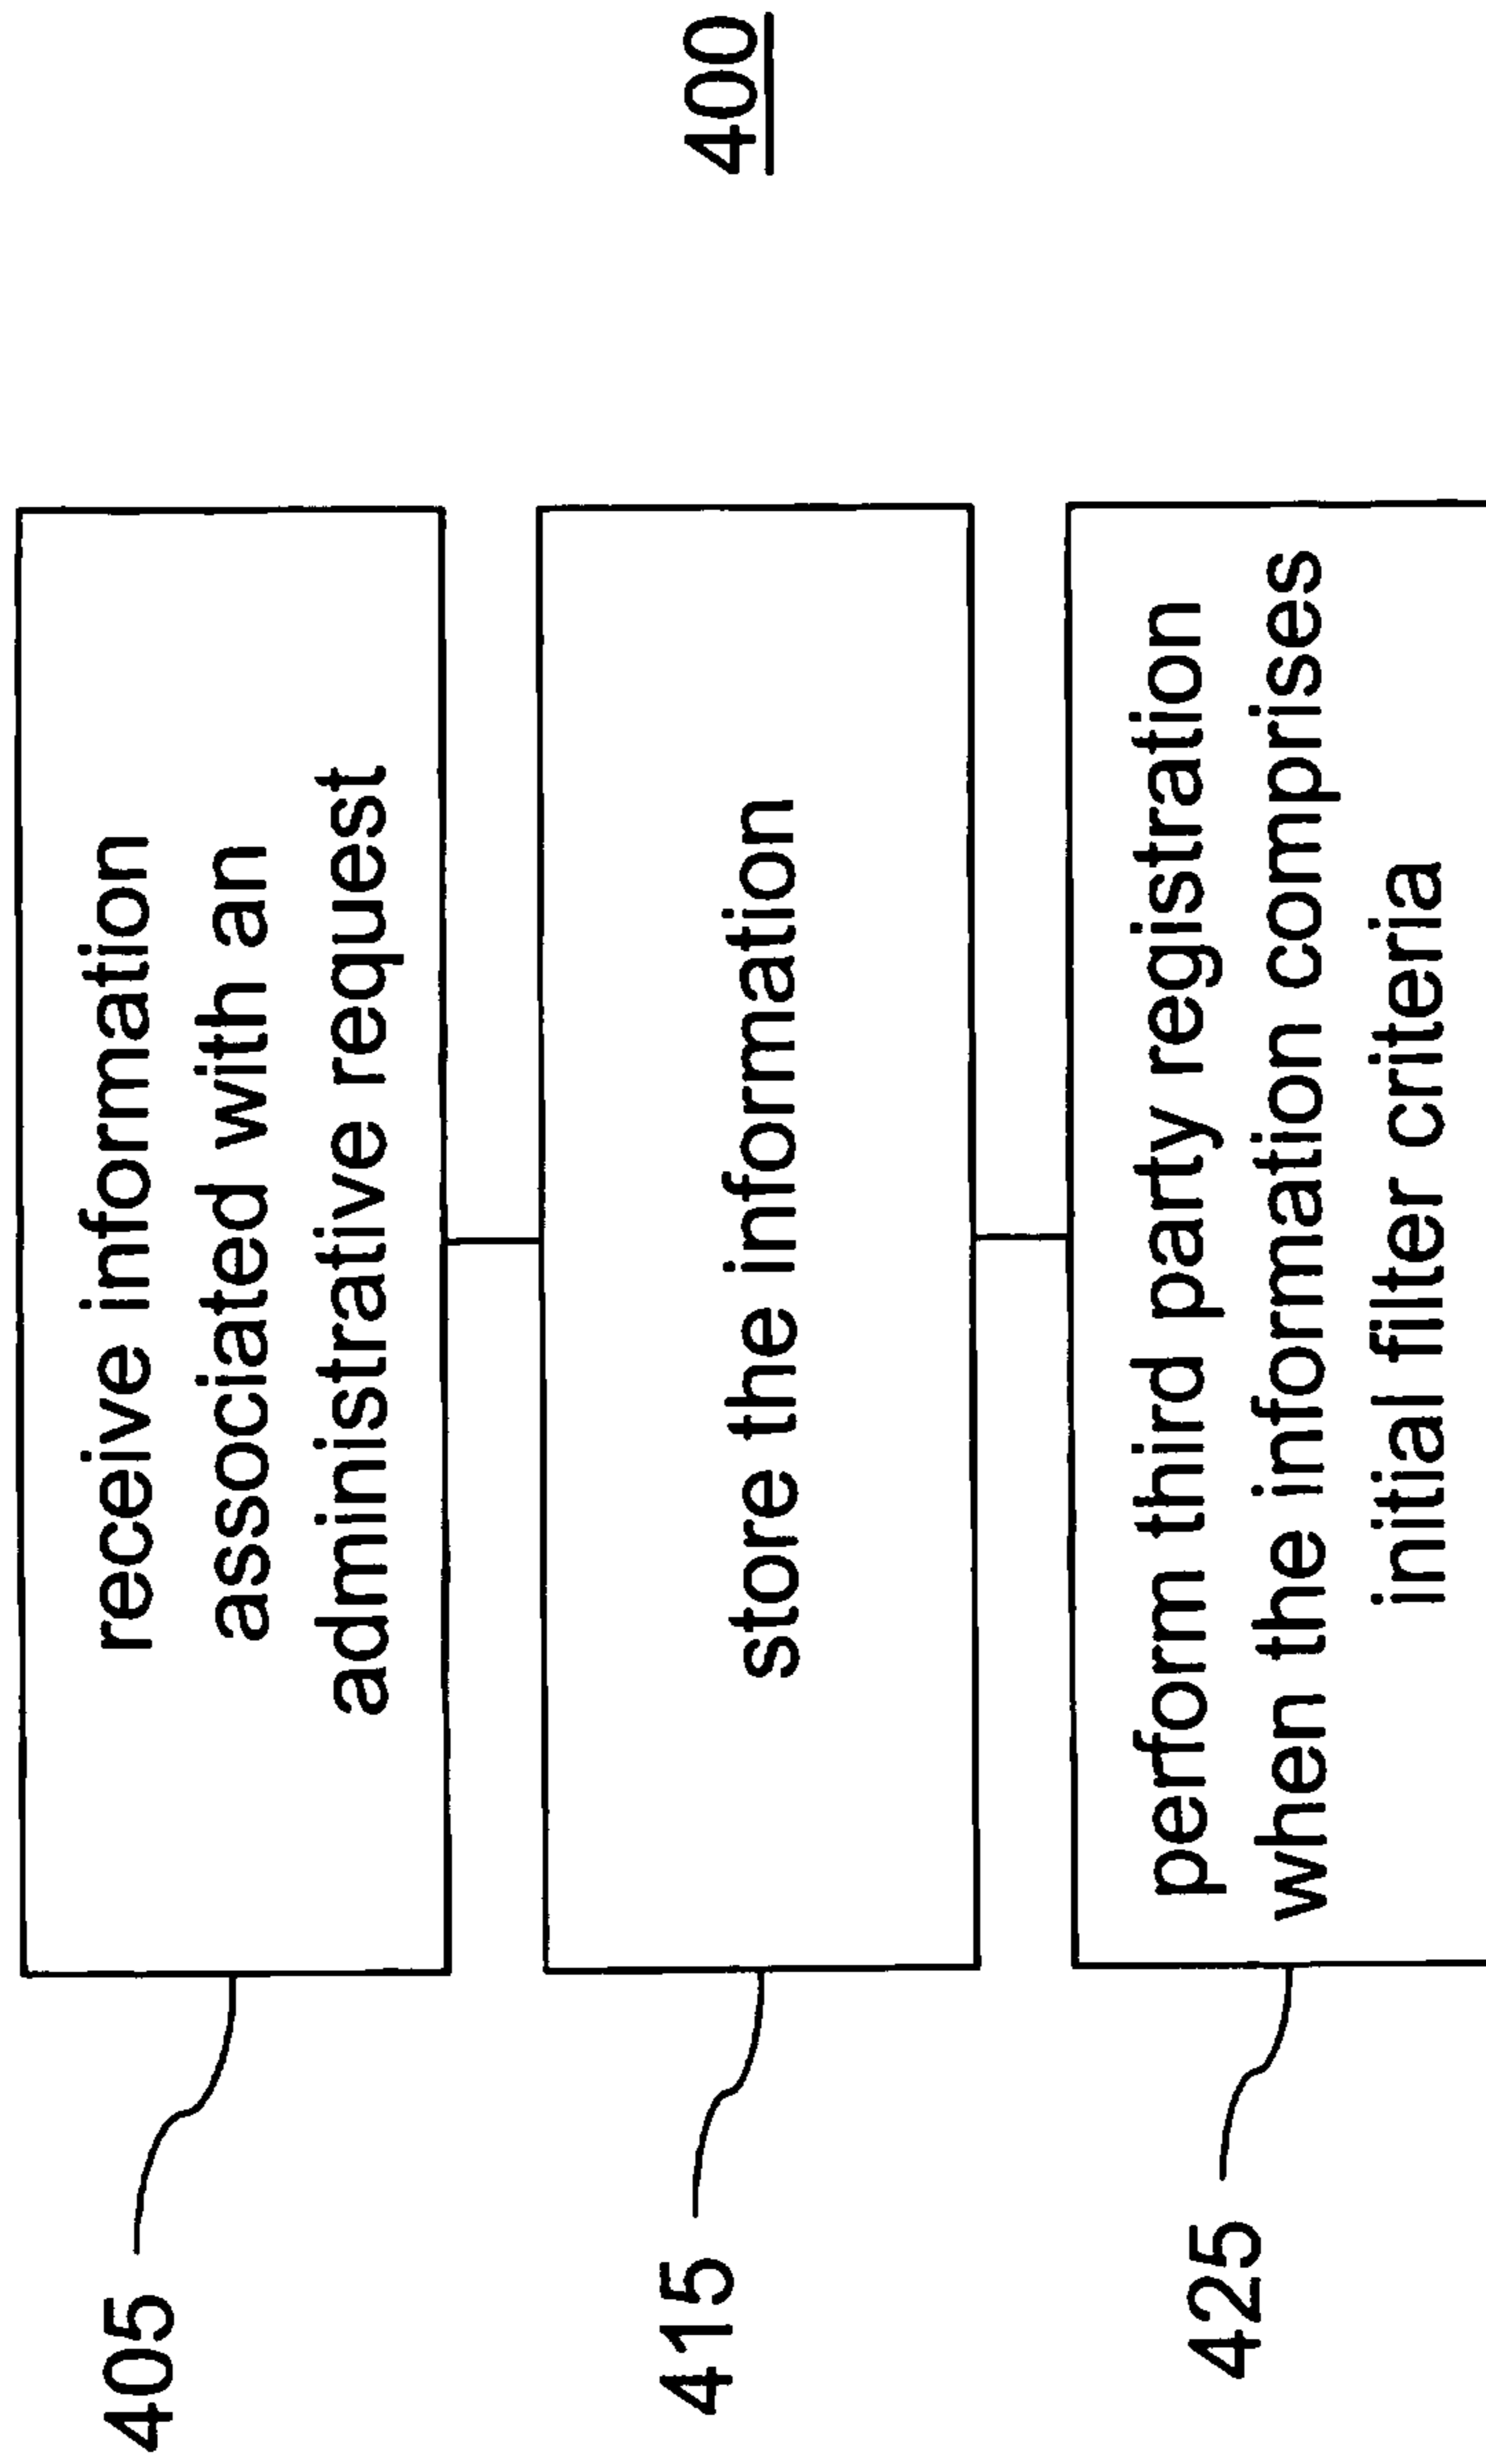 405
receive information
associated with an
administrative request
415
store the information
400
425
perform third party registration
when the information comprises
initial filter criteria